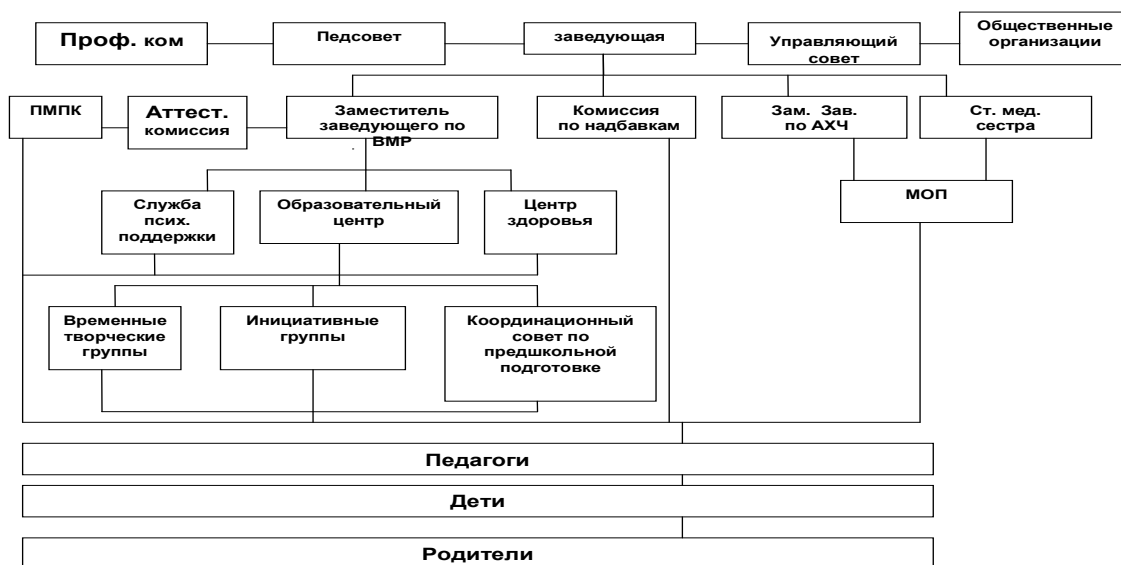 Проф. ком
Педсовет
заведующая
Управляющий
совет
Общественные
организации
ПМПК
Аттест.
комиссия
Заместитель
заведующего по
ВМР
Комиссия
по надбавкам
Зам. Зав.
по АХЧ
Ст. мед.
сестра
МОП
Служба
псих.
поддержки
Образовательный
центр
Центр
здоровья
Временные
творческие
группы
Инициативные
группы
Координационный
совет по
предшкольной
подготовке
Педагоги
Дети
Родители